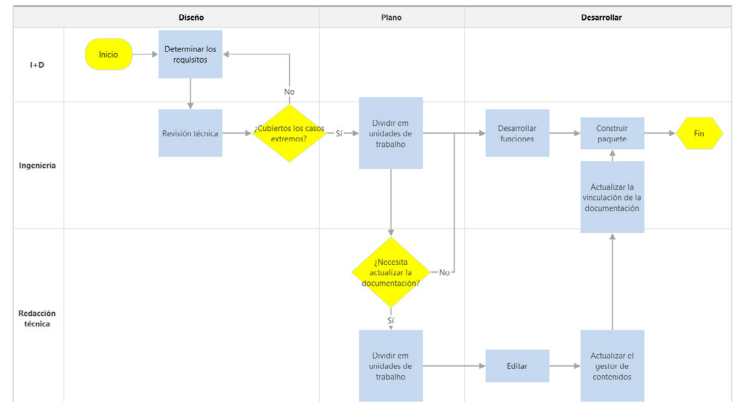 Diseño
Plano
Desarrollar
I+D
Inicio
Determinar los
requisitos
No
Ingeniería
Revisión técnica
¿Cubiertos los casos
extremos?
Sí
Dividir em
unidades de
trabalho
Desarrollar
funciones
Construir
paquete
Fin
Actualizar la
vinculación de la
documentación
Redacción
técnica
¿Necesita
actualizar la
documentación?
No
Sí
Dividir em
unidades de
trabalho
Editar
Actualizar el
gestor de
contenidos